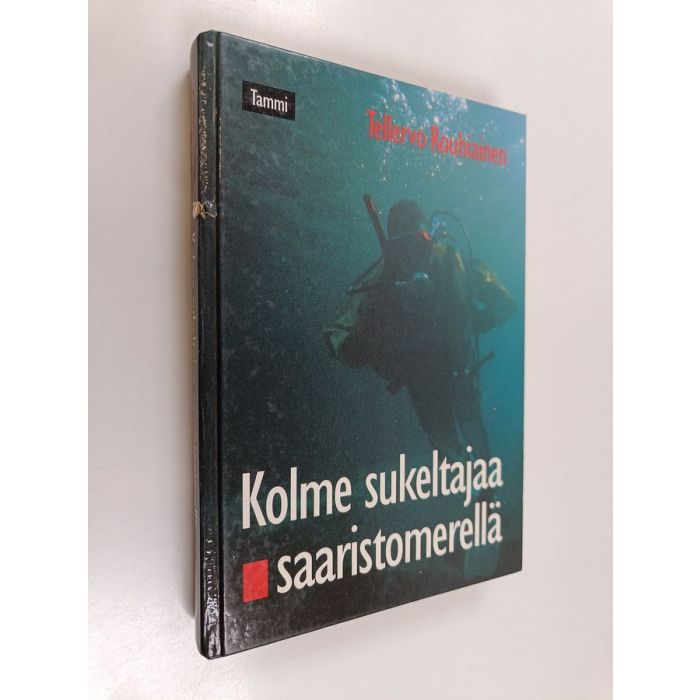 Tammi
Tellervo Rouhiainen
Kolme sukeltajaa
saaristomerellä